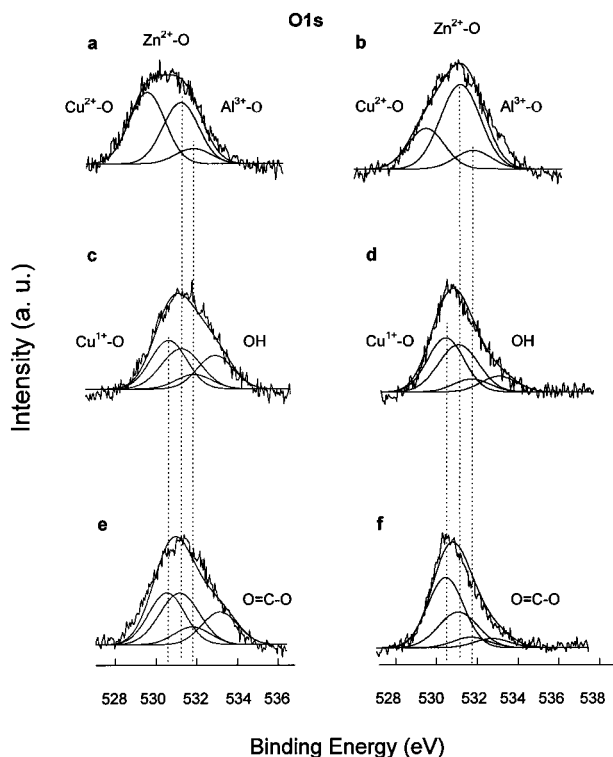 O1s
a
Zn²⁺-O
Cu²⁺-O
Al³⁺-O
b
Zn²⁺-O
Cu²⁺-O
Al³⁺-O
c
Cu¹⁺-O
OH
d
Cu¹⁺-O
OH
e
O=C-O
f
O=C-O
Intensity (a. u.)
528 530 532 534 536
528 530 532 534 536 538
Binding Energy (eV)